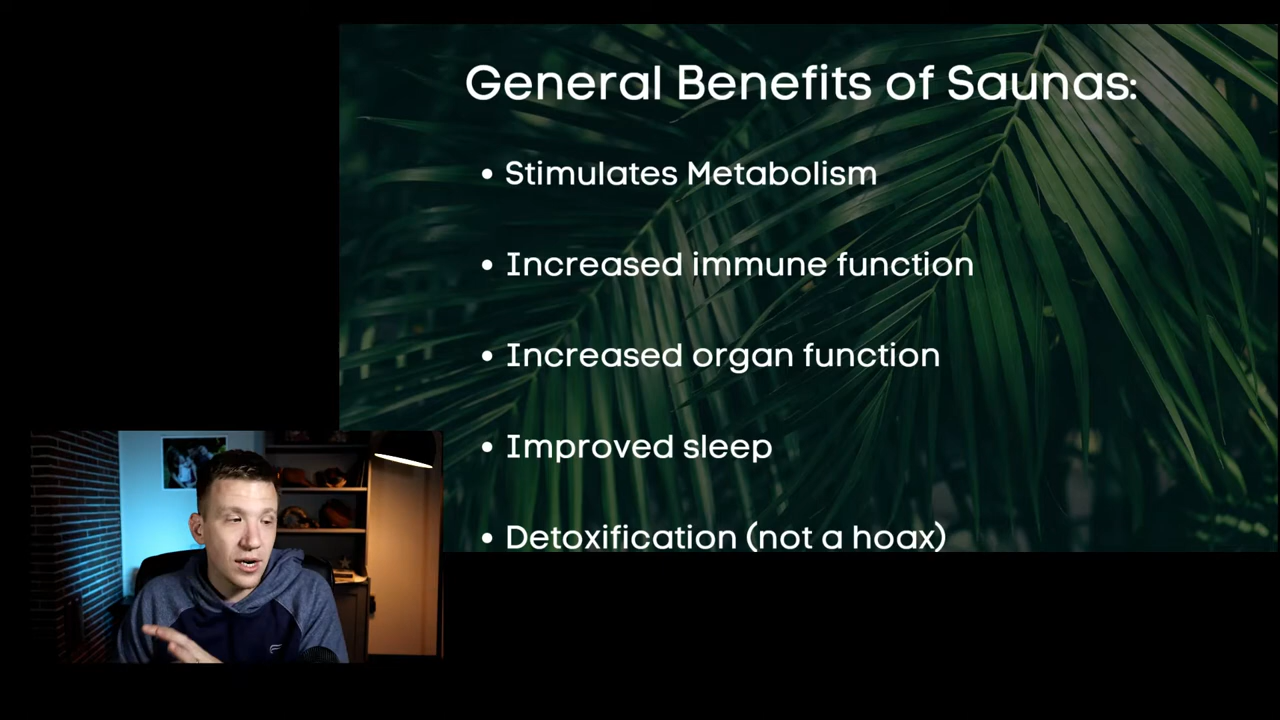 General Benefits of Saunas:
• Stimulates Metabolism
• Increased immune function
• Increased organ function
• Improved sleep
• Detoxification (not a hoax)